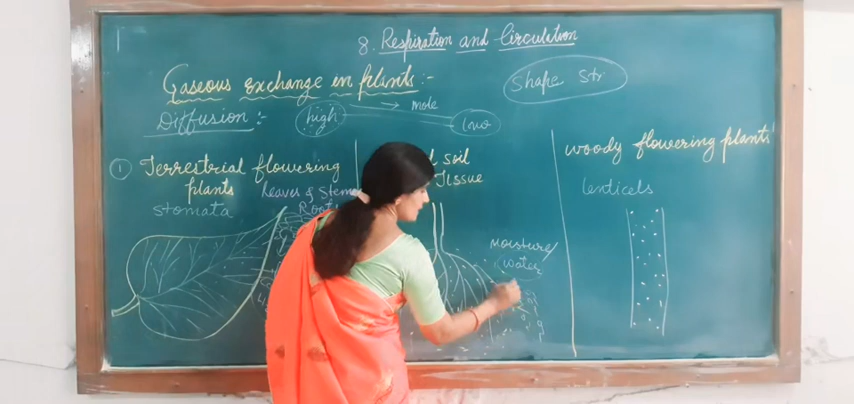 8. Respiration and Circulation
Gaseous exchange in plants :-
Shape Str
Diffusion :-
high → mole low
① Terrestrial flowering
plants
Stomata
Leaves & Stems
Roots
soil
Tissue
Moisture/
water
woody flowering plants
lenticels